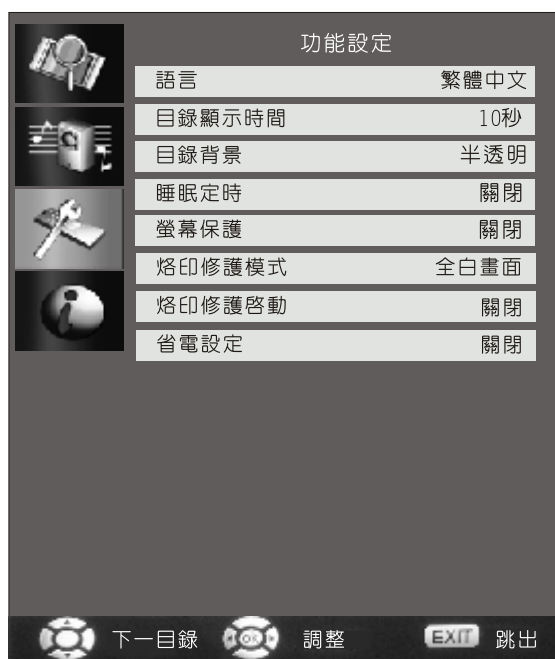 功能設定
語言 繁體中文
目錄顯示時間 10秒
目錄背景 半透明
睡眠定時 關閉
螢幕保護 關閉
烙印修護模式 全白畫面
烙印修護啓動 關閉
省電設定 關閉
下一目錄 OK 調整 EXIT 跳出